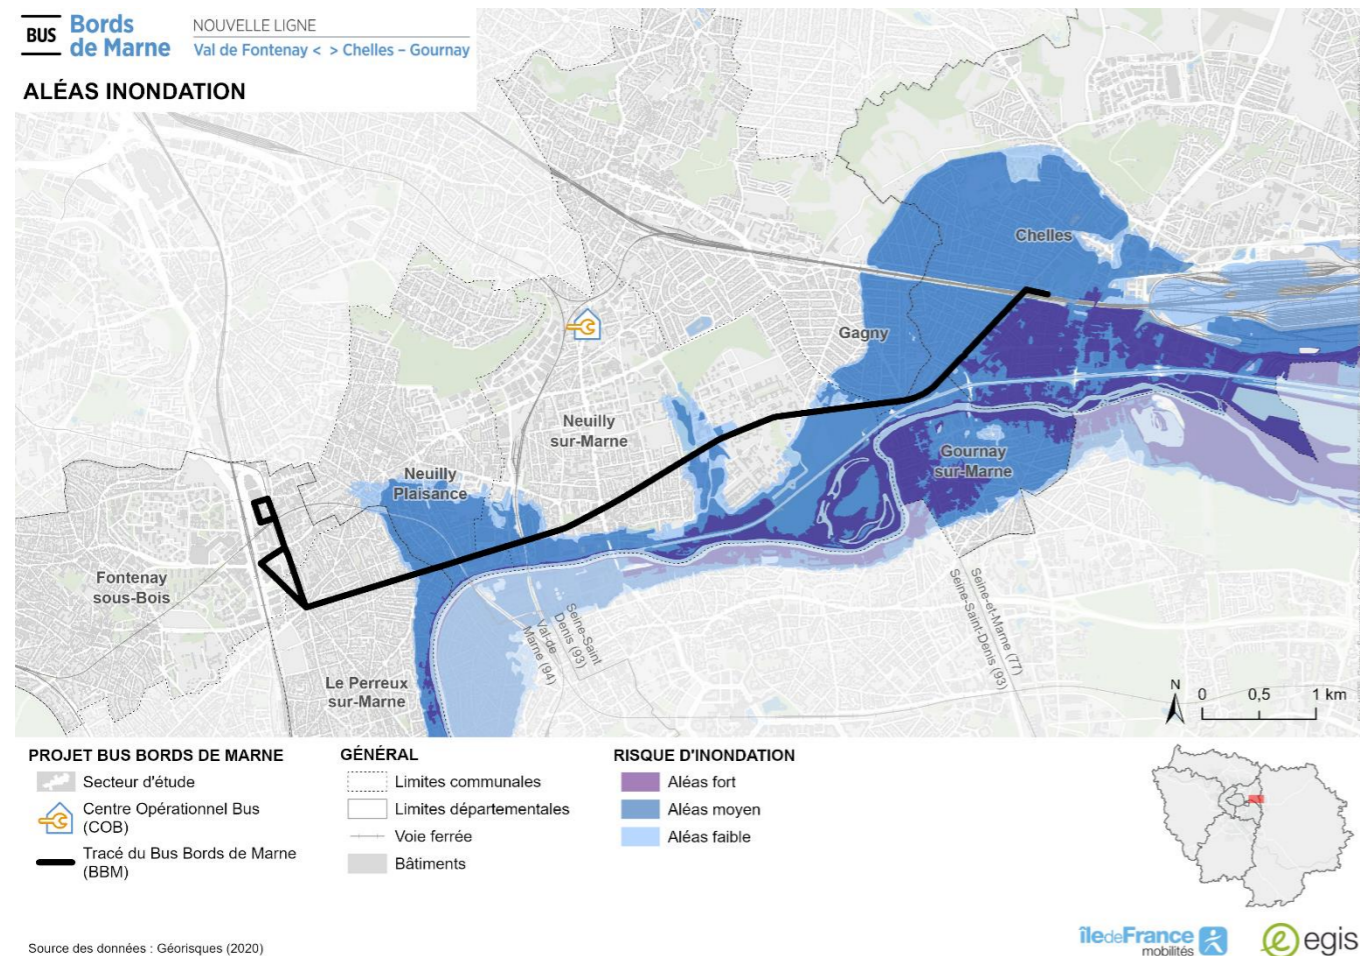 BUS
Bords
de Marne
NOUVELLE LIGNE
Val de Fontenay < > Chelles – Gournay
ALÉAS INONDATION
Chelles
Gagny
Neuilly
sur-Marne
Neuilly
Plaisance
Gournay
sur-Marne
Fontenay
sous-Bois
Le Perreux
sur-Marne
Val-de
Marne (94)
Seine-Saint
Denis (93)
Seine-et-Marne (77)
Seine-Saint-Denis (93)
N
0 0,5 1 km
PROJET BUS BORDS DE MARNE
Secteur d'étude
Centre Opérationnel Bus
(COB)
Tracé du Bus Bords de Marne
(BBM)
GÉNÉRAL
Limites communales
Limites départementales
Voie ferrée
Bâtiments
RISQUE D'INONDATION
Aléas fort
Aléas moyen
Aléas faible
Source des données : Géorisques (2020)
îledeFrance
mobilités
egis